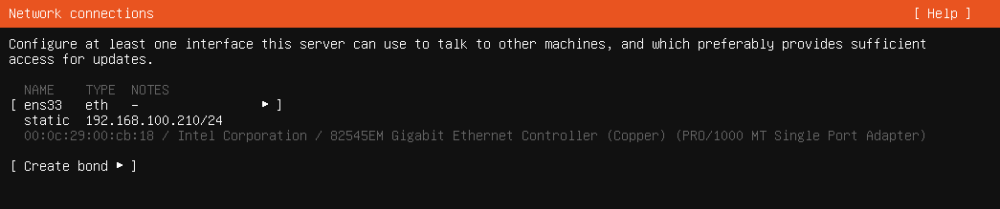 Network connections [ Help ]
Configure at least one interface this server can use to talk to other machines, and which preferably provides sufficient
access for updates.
NAME TYPE NOTES
[ ens33 eth – ▸ ]
static 192.168.100.210/24
00:0c:29:00:cb:18 / Intel Corporation / 82545EM Gigabit Ethernet Controller (Copper) (PRO/1000 MT Single Port Adapter)
[ Create bond ▸ ]